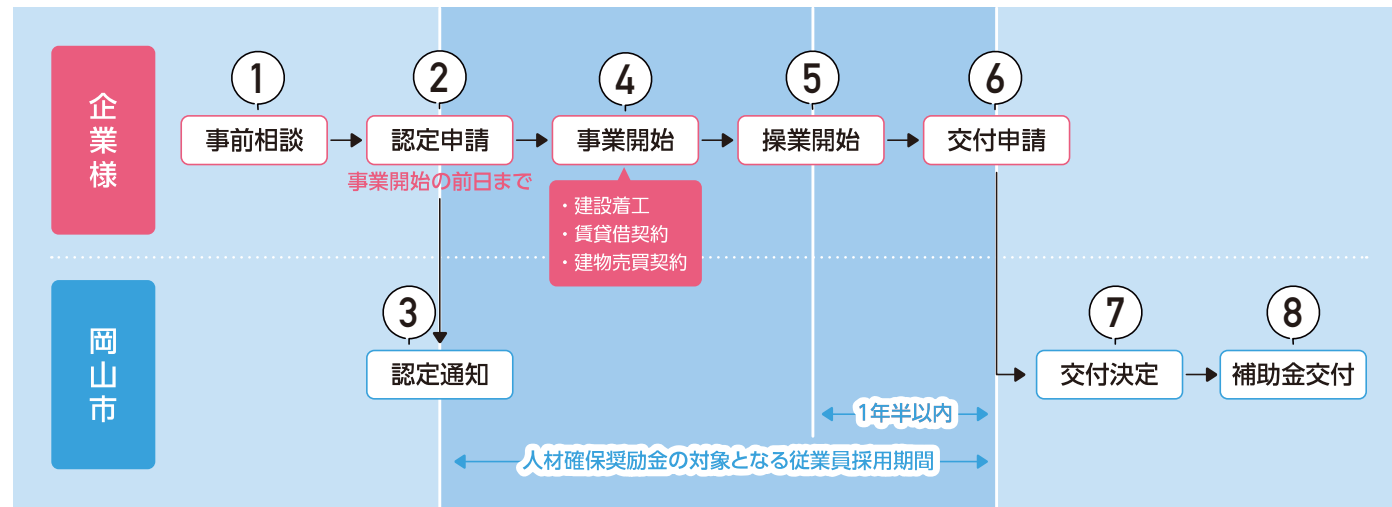 企業様
①
事前相談
②
認定申請
事業開始の前日まで
④
事業開始
・建設着工
・賃貸借契約
・建物売買契約
⑤
操業開始
⑥
交付申請
岡山市
③
認定通知
⑦
交付決定
⑧
補助金交付
1年半以内
人材確保奨励金の対象となる従業員採用期間